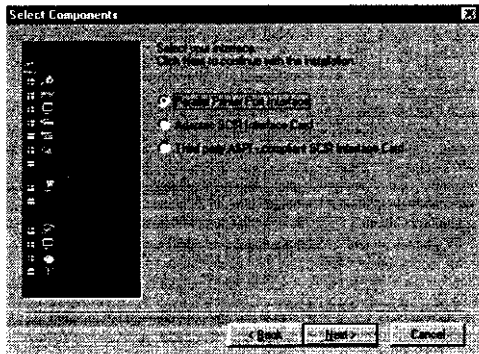 Select Components
Select your interface.
Click Next to continue with the installation.
Parallel Printer Port Interface
Adaptec SCSI Interface Card
Third party ASPI - compliant SCSI Interface Card
< Back
Next >
Cancel